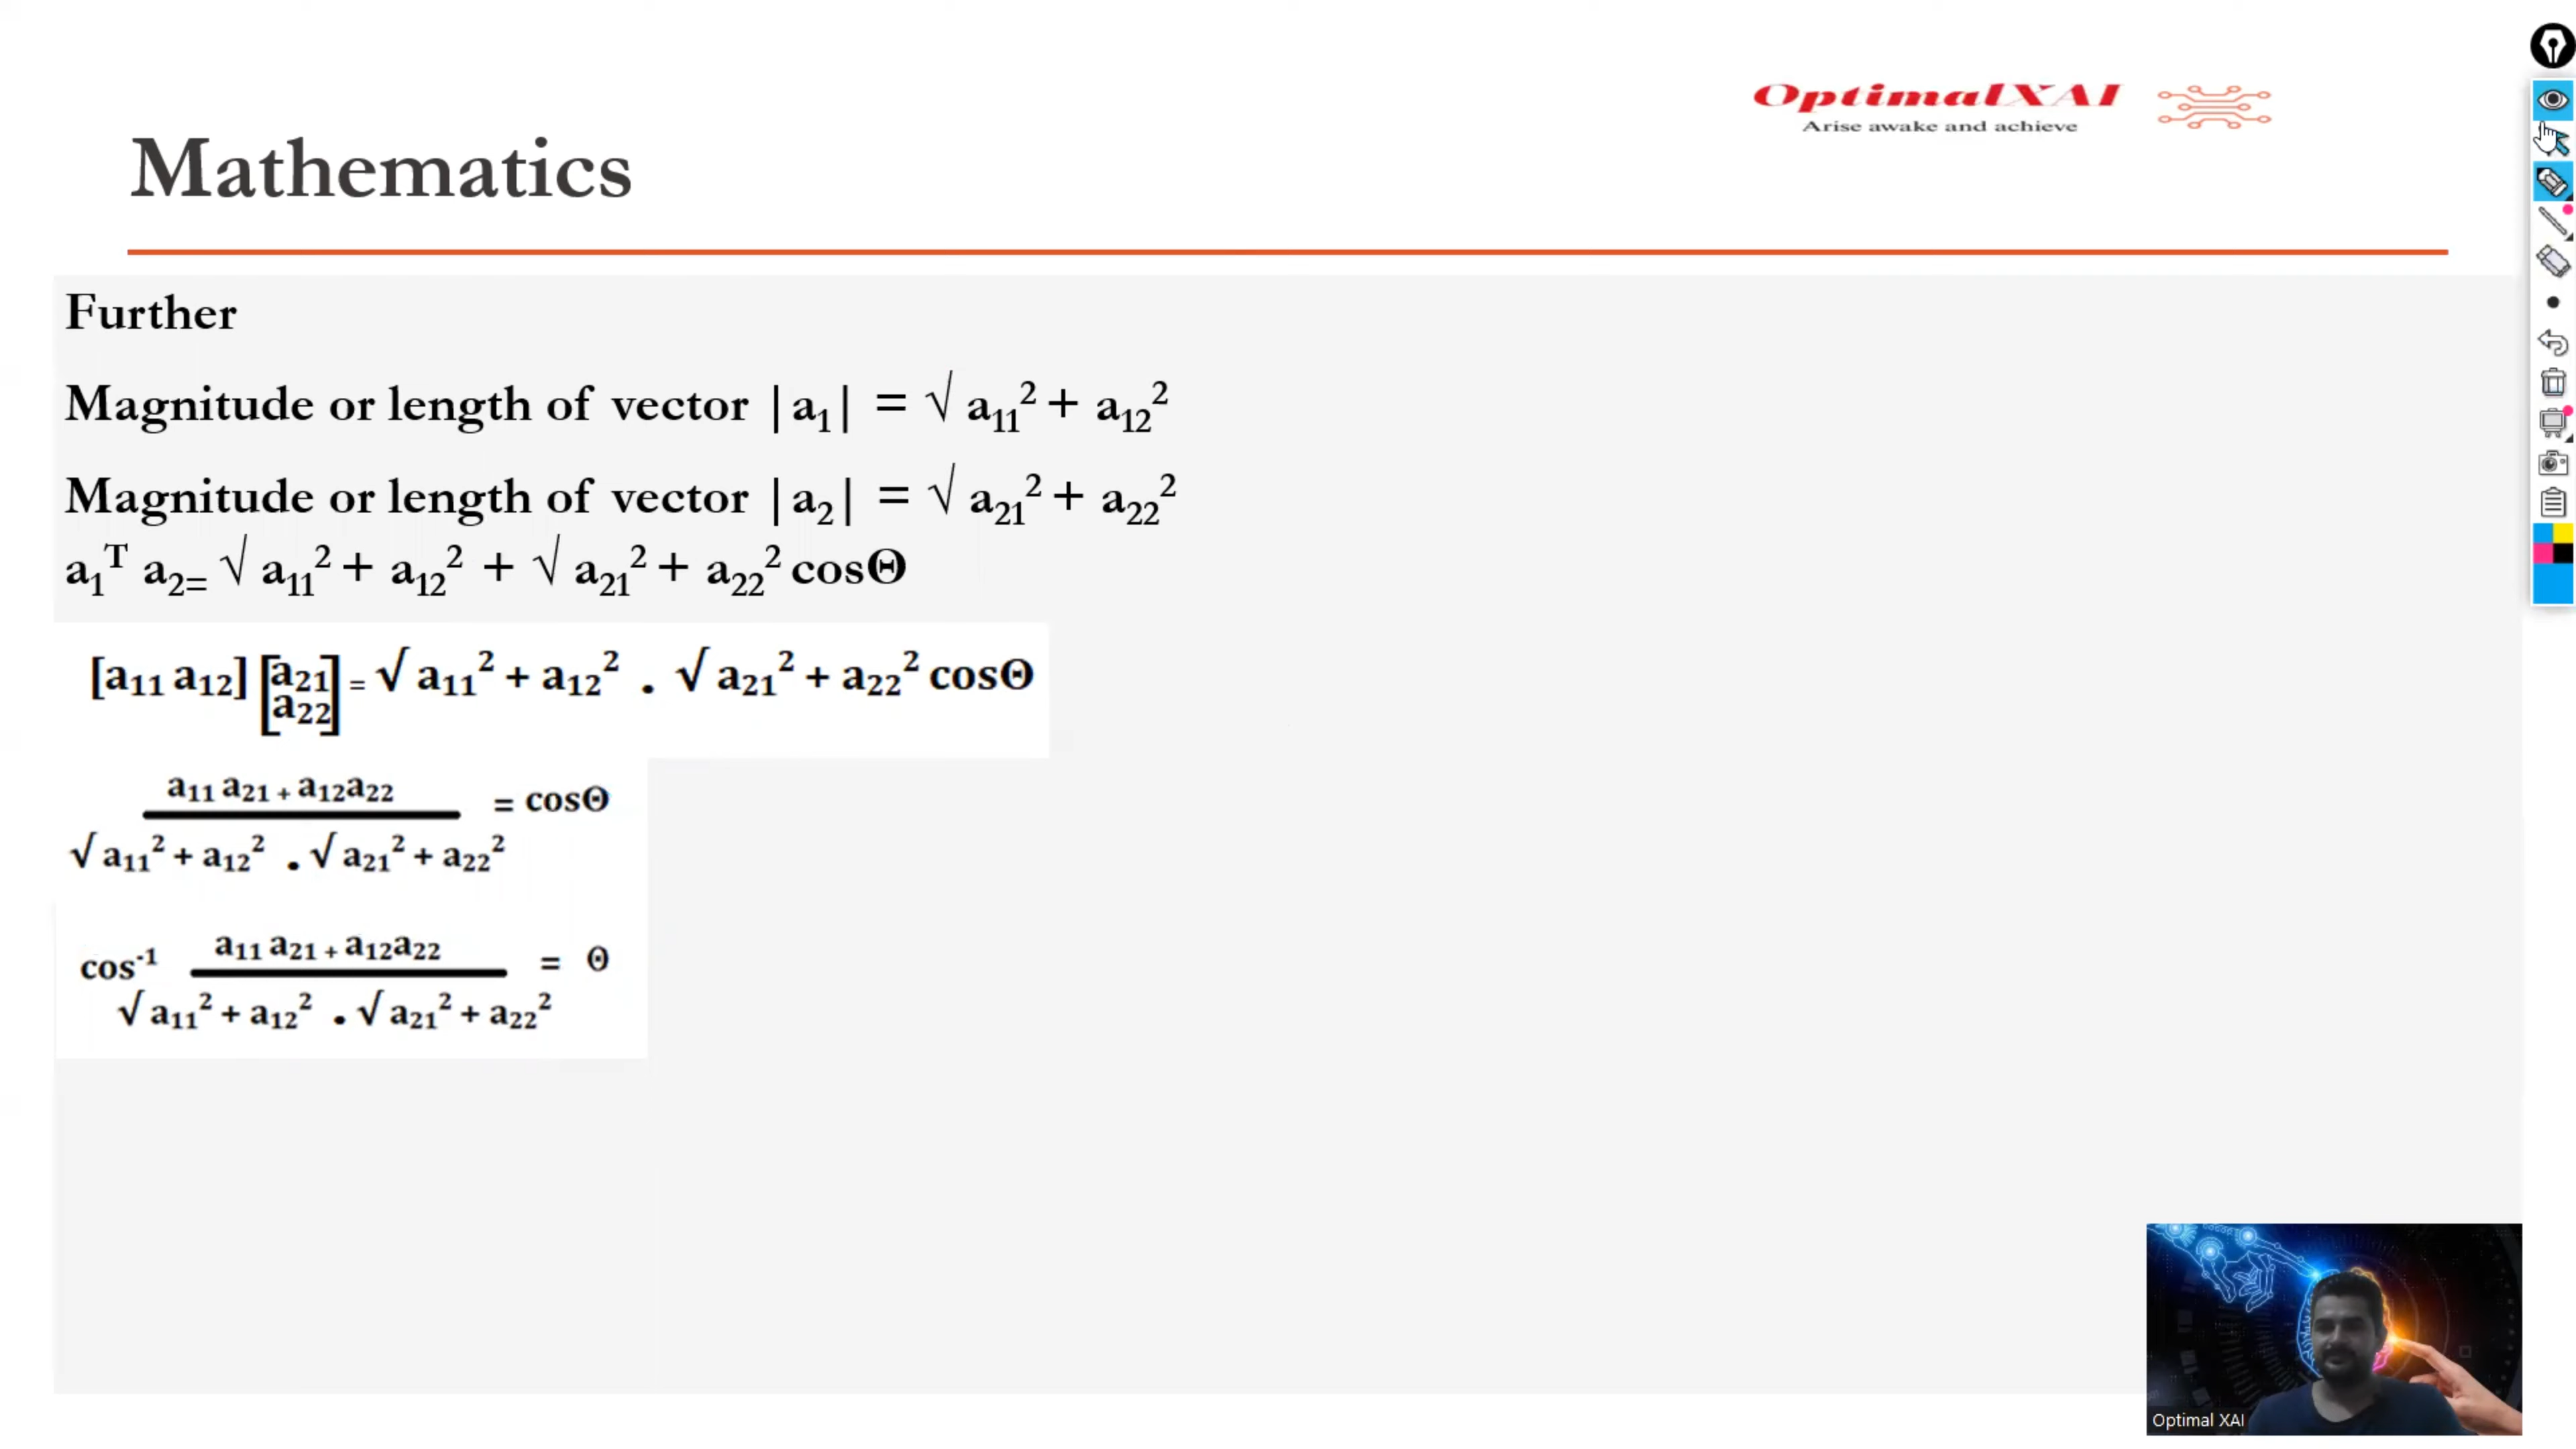 OptimalXAI
Arise awake and achieve
Mathematics
Further
Magnitude or length of vector |a₁| = √ a₁₁² + a₁₂²
Magnitude or length of vector |a₂| = √ a₂₁² + a₂₂²
a₁ᵀ a₂₌ √ a₁₁² + a₁₂² + √ a₂₁² + a₂₂² cosΘ
[a₁₁ a₁₂] [a₂₁ a₂₂] = √ a₁₁² + a₁₂² . √ a₂₁² + a₂₂² cosΘ
a₁₁ a₂₁ + a₁₂a₂₂
= cosΘ
√ a₁₁² + a₁₂² . √ a₂₁² + a₂₂²
a₁₁ a₂₁ + a₁₂a₂₂
cos⁻¹ = Θ
√ a₁₁² + a₁₂² . √ a₂₁² + a₂₂²
Optimal XAI